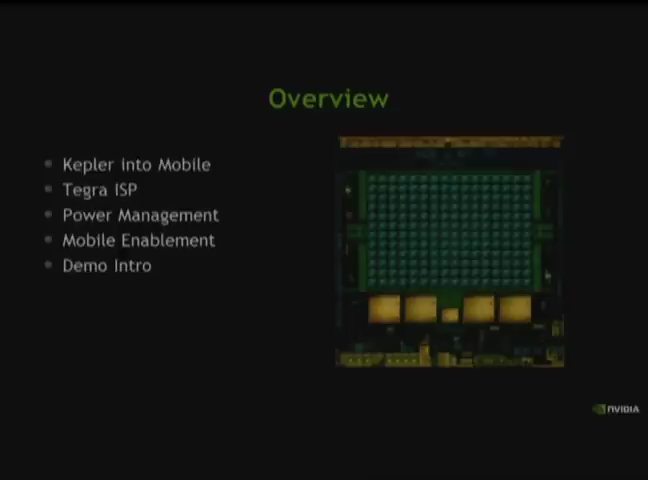 Overview
Kepler into Mobile
Tegra ISP
Power Management
Mobile Enablement
Demo Intro
NVIDIA